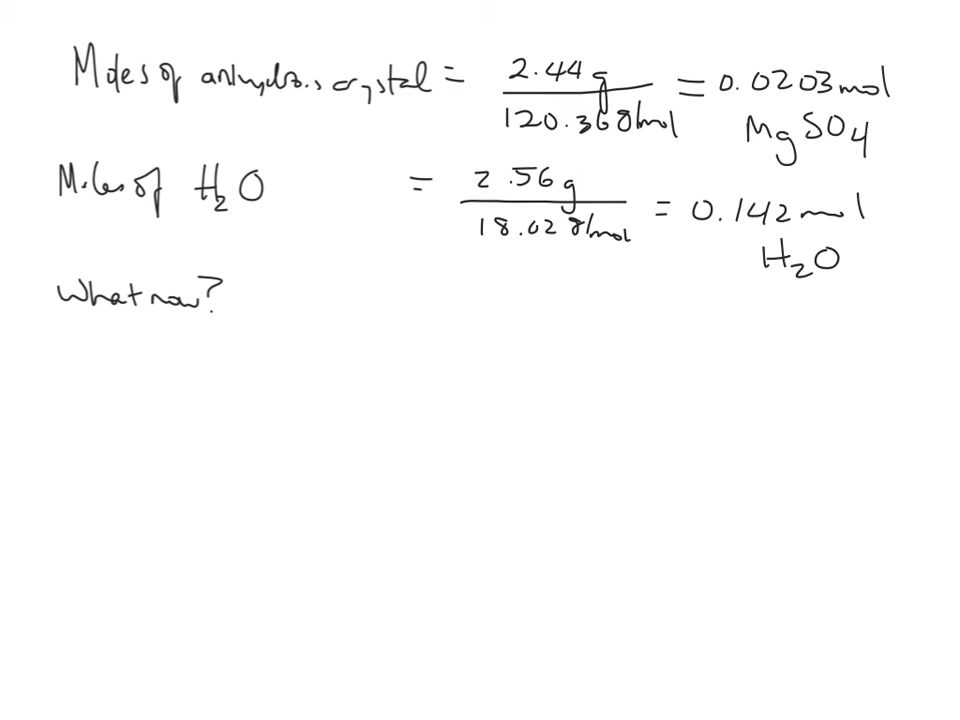 Moles of anhydrous crystal = 2.44 g / 120.368 g/mol = 0.0203 mol
MgSO4
Moles of H2O = 2.56 g / 18.02 g/mol = 0.142 mol
H2O
What now?